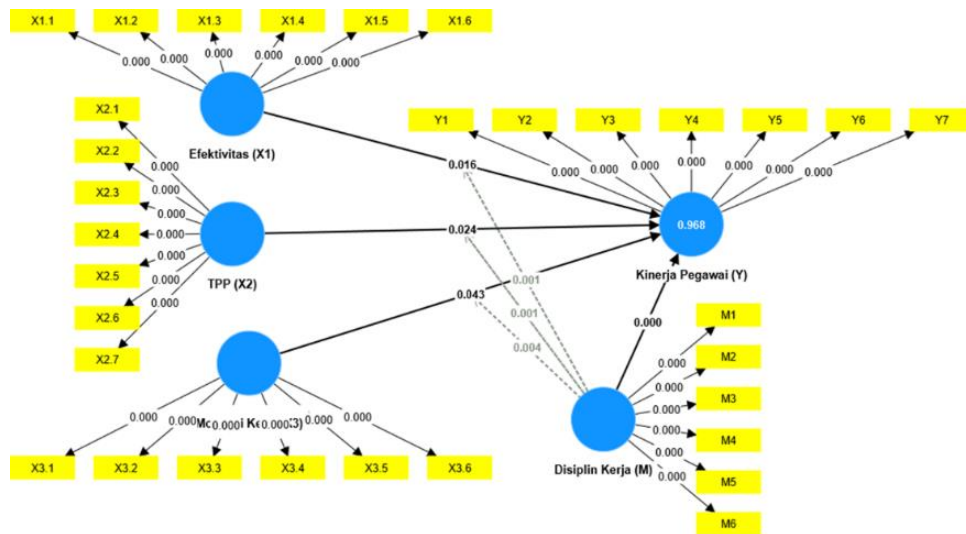 X1.1 X1.2 X1.3 X1.4 X1.5 X1.6
0.000 0.000 0.000 0.000 0.000 0.000
Efektivitas (X1)
X2.1
X2.2
X2.3
X2.4
X2.5
X2.6
X2.7
0.000
0.000
0.000
0.000
0.000
0.000
0.000
TPP (X2)
Y1 Y2 Y3 Y4 Y5 Y6 Y7
0.000 0.000 0.000 0.000 0.000 0.000 0.000
0.968
Kinerja Pegawai (Y)
0.016
0.024
0.043
0.001
0.001
0.004
0.000
0.000 0.000 0.000 0.000 0.000 0.000
X3.1 X3.2 X3.3 X3.4 X3.5 X3.6
Disiplin Kerja (M)
0.000
0.000
0.000
0.000
0.000
0.000
M1
M2
M3
M4
M5
M6